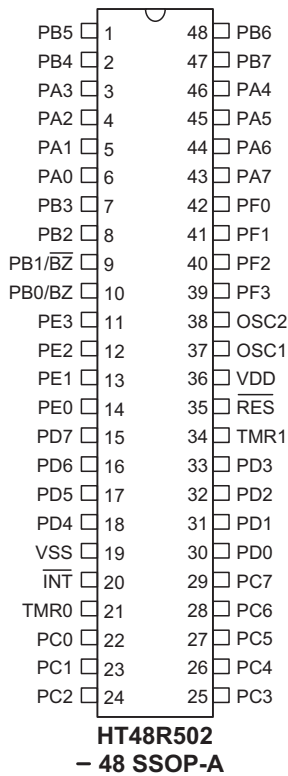 PB5 1 48 PB6
PB4 2 47 PB7
PA3 3 46 PA4
PA2 4 45 PA5
PA1 5 44 PA6
PA0 6 43 PA7
PB3 7 42 PF0
PB2 8 41 PF1
PB1/B̅Z̅ 9 40 PF2
PB0/BZ 10 39 PF3
PE3 11 38 OSC2
PE2 12 37 OSC1
PE1 13 36 VDD
PE0 14 35 R̅E̅S̅
PD7 15 34 TMR1
PD6 16 33 PD3
PD5 17 32 PD2
PD4 18 31 PD1
VSS 19 30 PD0
I̅N̅T̅ 20 29 PC7
TMR0 21 28 PC6
PC0 22 27 PC5
PC1 23 26 PC4
PC2 24 25 PC3
HT48R502
– 48 SSOP-A